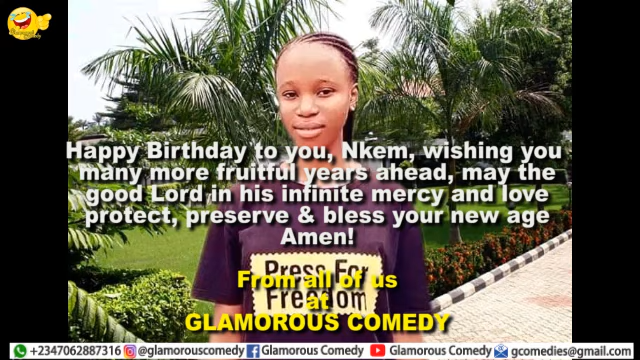 Happy Birthday to you, Nkem, wishing you
many more fruitful years ahead, may the
good Lord in his infinite mercy and love
protect, preserve & bless your new age
Amen!
Press For
From all of us
Freedom
at
GLAMOROUS COMEDY
+2347062887316 @glamorouscomedy Glamorous Comedy Glamorous Comedy gcomedies@gmail.com